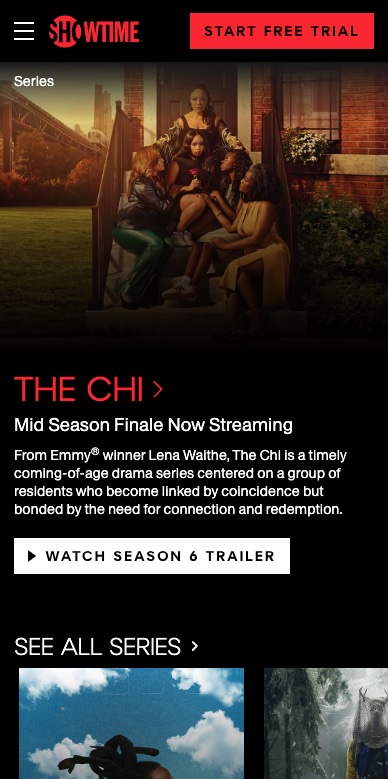 SHOWTIME
START FREE TRIAL
Series
THE CHI >
Mid Season Finale Now Streaming
From Emmy® winner Lena Waithe, The Chi is a timely
coming-of-age drama series centered on a group of
residents who become linked by coincidence but
bonded by the need for connection and redemption.
WATCH SEASON 6 TRAILER
SEE ALL SERIES >